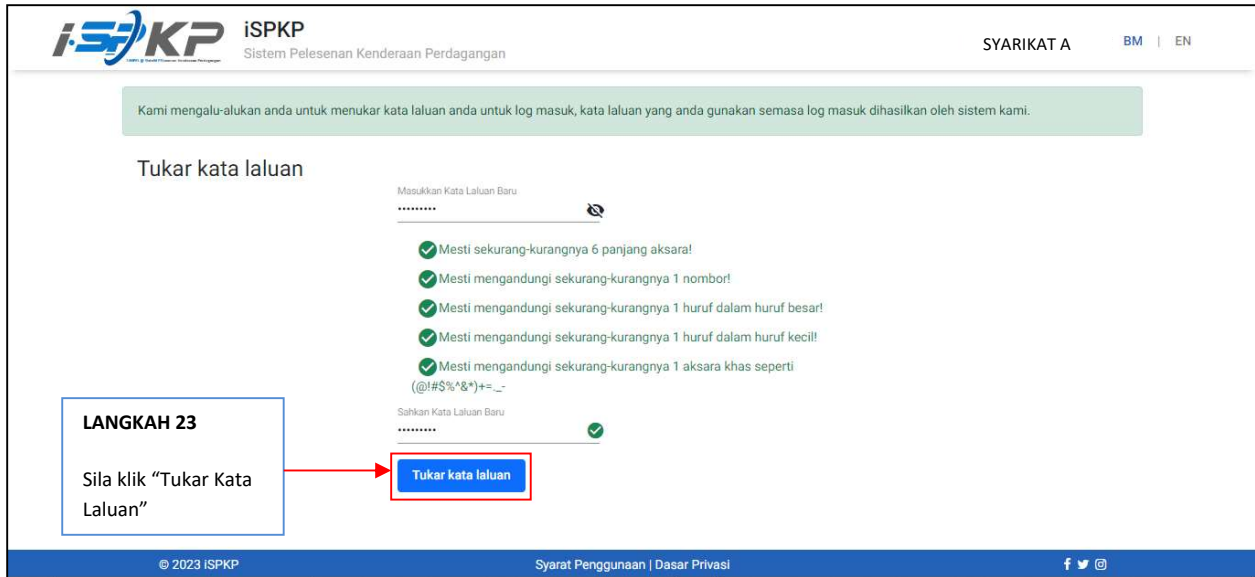 iSPKP
iSPKP
Sistem Pelesenan Kenderaan Perdagangan
SYARIKAT A
BM | EN
Kami mengalu-alukan anda untuk menukar kata laluan anda untuk log masuk, kata laluan yang anda gunakan semasa log masuk dihasilkan oleh sistem kami.
Tukar kata laluan
Masukkan Kata Laluan Baru
•••••••••
Mesti sekurang-kurangnya 6 panjang aksara!
Mesti mengandungi sekurang-kurangnya 1 nombor!
Mesti mengandungi sekurang-kurangnya 1 huruf dalam huruf besar!
Mesti mengandungi sekurang-kurangnya 1 huruf dalam huruf kecil!
Mesti mengandungi sekurang-kurangnya 1 aksara khas seperti
(@!#$%^&*)+=._-
Sahkan Kata Laluan Baru
•••••••••
Tukar kata laluan
LANGKAH 23
Sila klik “Tukar Kata
Laluan”
© 2023 iSPKP
Syarat Penggunaan | Dasar Privasi